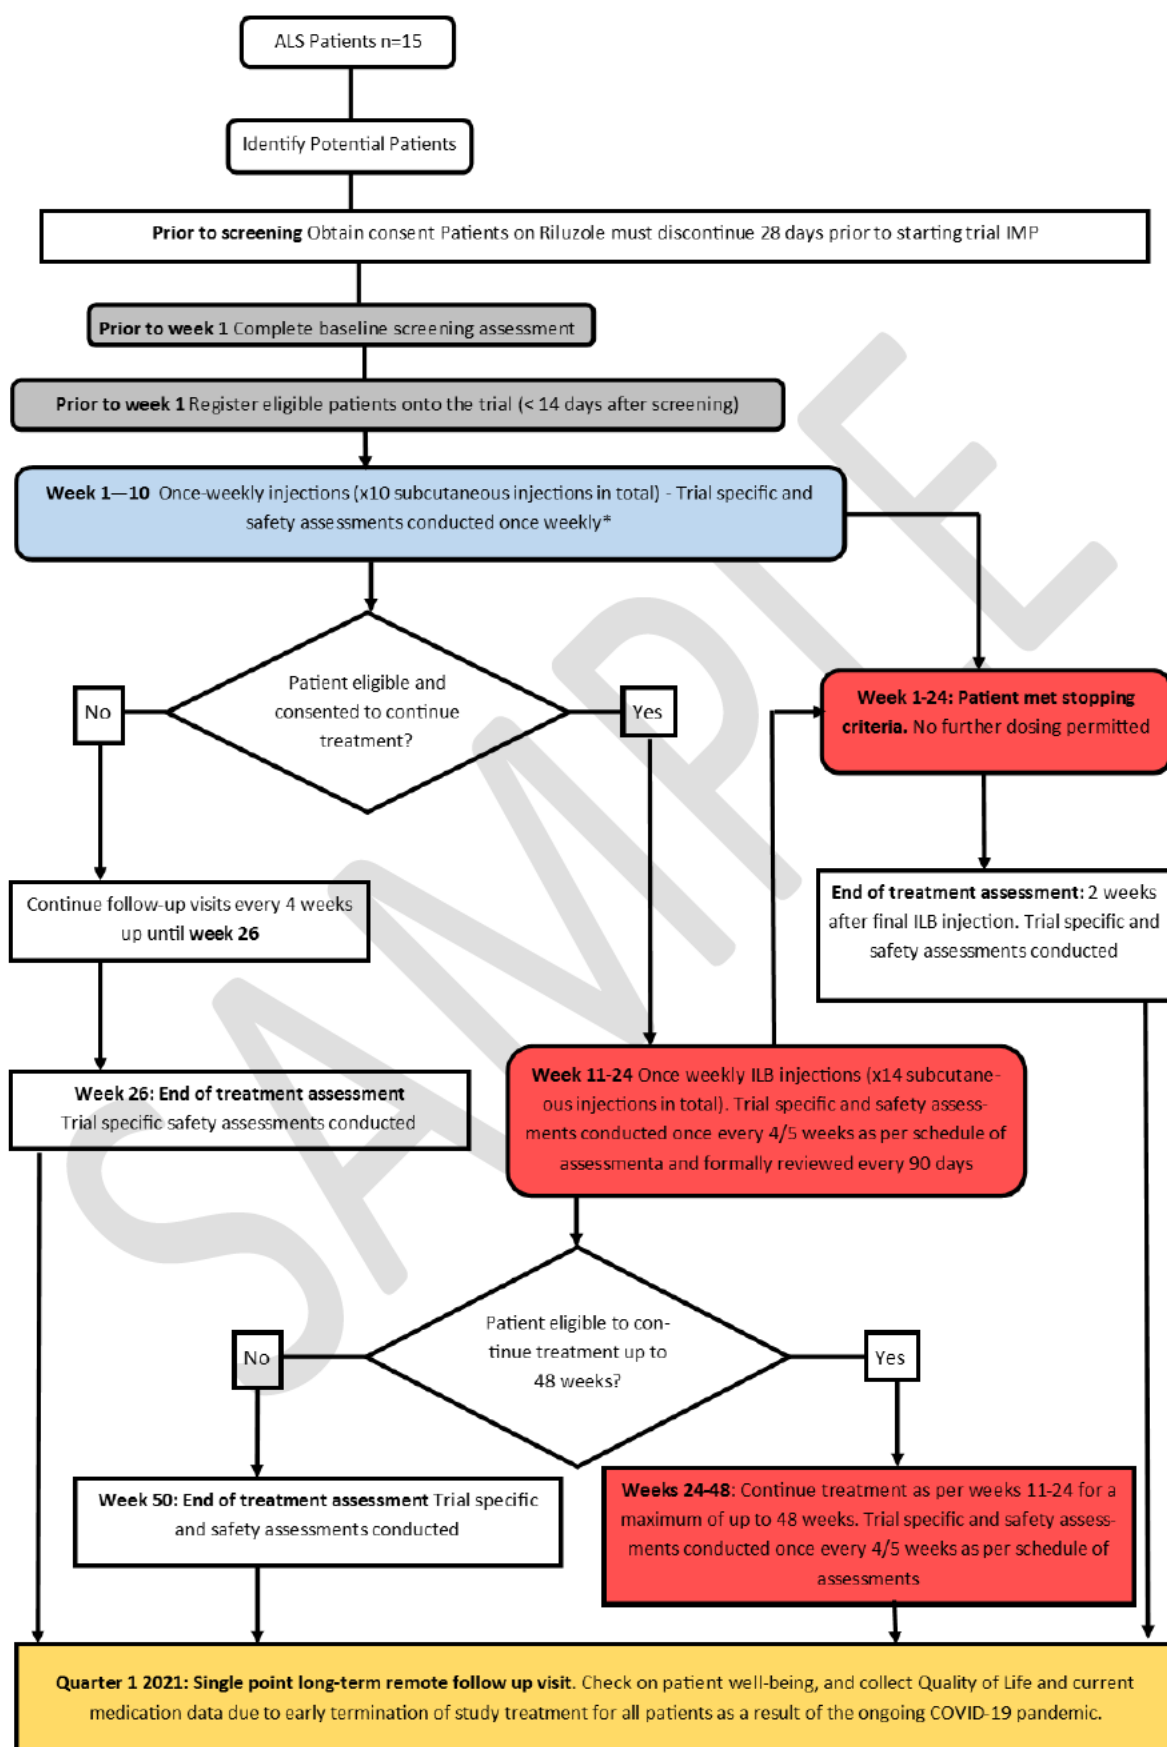 ALS Patients n=15
Identify Potential Patients
Prior to screening Obtain consent Patients on Riluzole must discontinue 28 days prior to starting trial IMP
Prior to week 1 Complete baseline screening assessment
Prior to week 1 Register eligible patients onto the trial (< 14 days after screening)
Week 1—10 Once-weekly injections (x10 subcutaneous injections in total) - Trial specific and
safety assessments conducted once weekly*
Patient eligible and
consented to continue
treatment?
No
Yes
Week 1-24: Patient met stopping
criteria. No further dosing permitted
Continue follow-up visits every 4 weeks
up until week 26
End of treatment assessment: 2 weeks
after final ILB injection. Trial specific and
safety assessments conducted
Week 26: End of treatment assessment
Trial specific safety assessments conducted
Week 11-24 Once weekly ILB injections (x14 subcutane-
ous injections in total). Trial specific and safety assess-
ments conducted once every 4/5 weeks as per schedule of
assessmenta and formally reviewed every 90 days
Patient eligible to con-
tinue treatment up to
48 weeks?
No
Yes
Week 50: End of treatment assessment Trial specific
and safety assessments conducted
Weeks 24-48: Continue treatment as per weeks 11-24 for a
maximum of up to 48 weeks. Trial specific and safety assess-
ments conducted once every 4/5 weeks as per schedule of
assessments
Quarter 1 2021: Single point long-term remote follow up visit. Check on patient well-being, and collect Quality of Life and current
medication data due to early termination of study treatment for all patients as a result of the ongoing COVID-19 pandemic.
SAMPLE